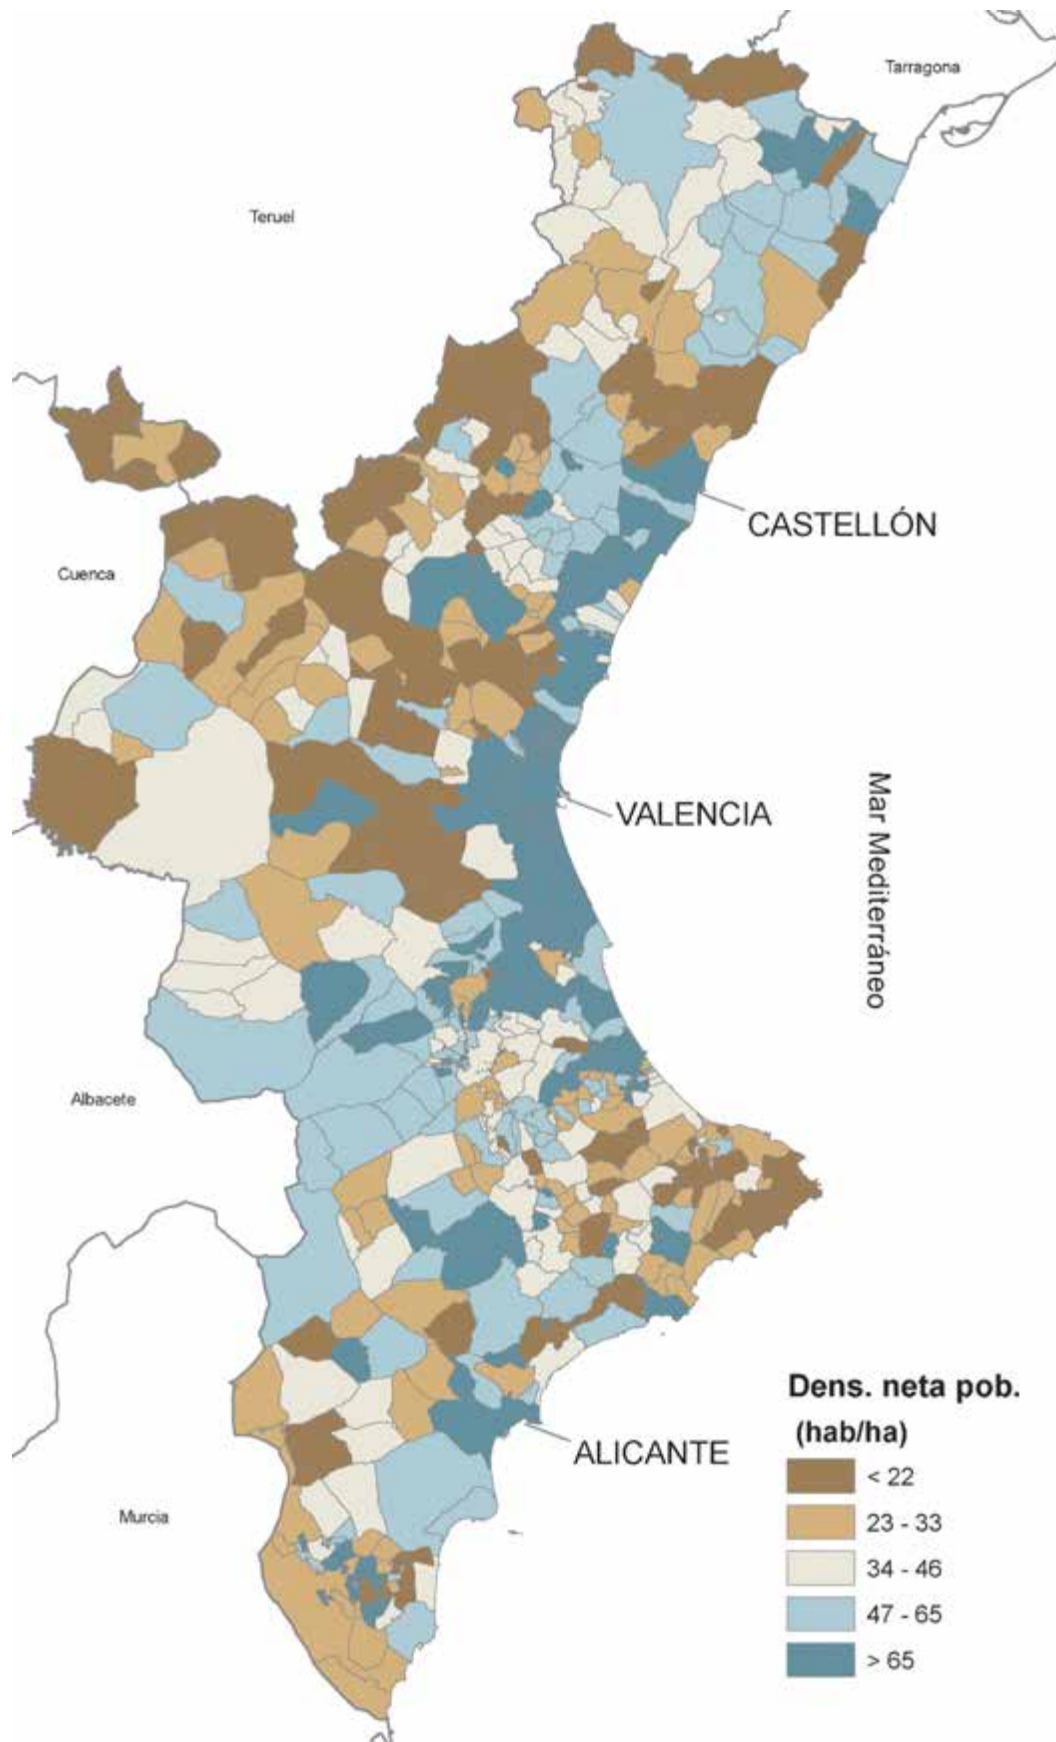 Tarragona
Teruel
CASTELLÓN
Cuenca
VALENCIA
Mar Mediterráneo
Albacete
Dens. neta pob.
(hab/ha)
ALICANTE
< 22
Murcia
23 - 33
34 - 46
47 - 65
> 65